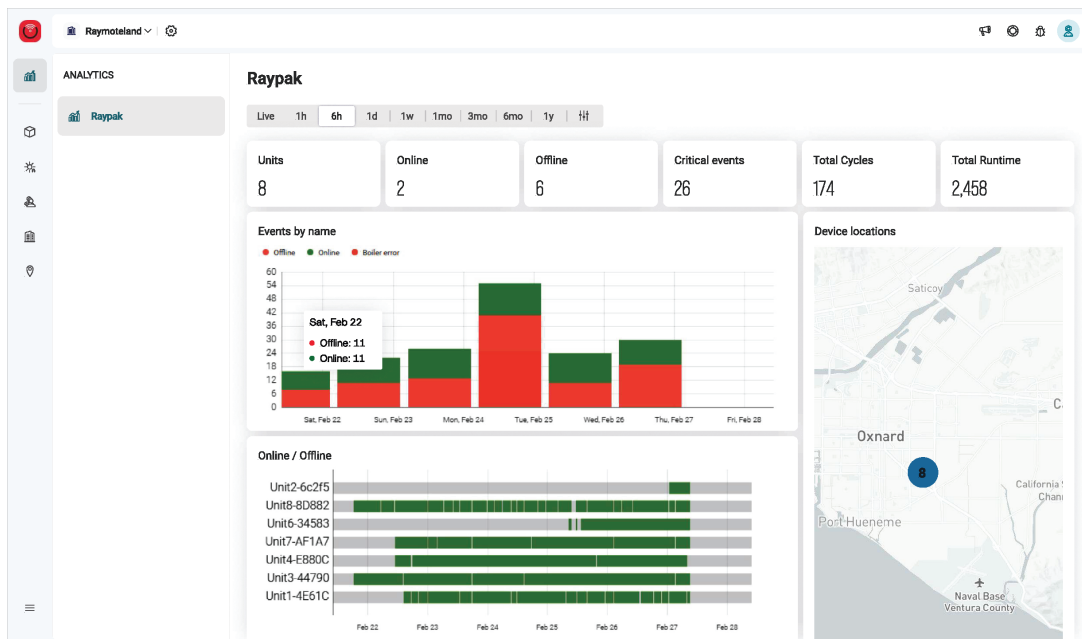 Raymoteland
ANALYTICS
Raypak
Raypak
Live 1h 6h 1d 1w 1mo 3mo 6mo 1y
Units
8
Online
2
Offline
6
Critical events
26
Total Cycles
174
Total Runtime
2,458
Events by name
Offline Online Boiler error
60
54
48
42
36
30
24
18
12
6
0
Sat, Feb 22
Offline: 11
Online: 11
Sat, Feb 22 Sun, Feb 23 Mon, Feb 24 Tue, Feb 25 Wed, Feb 26 Thu, Feb 27 Fri, Feb 28
Online / Offline
Unit2-6c2f5
Unit8-8D882
Unit6-34583
Unit7-AF1A7
Unit4-E880C
Unit3-44790
Unit1-4E61C
Feb 22 Feb 23 Feb 24 Feb 25 Feb 26 Feb 27 Feb 28
Device locations
Saticoy
Oxnard
8
California
Chan
Port Hueneme
Naval Base
Ventura County